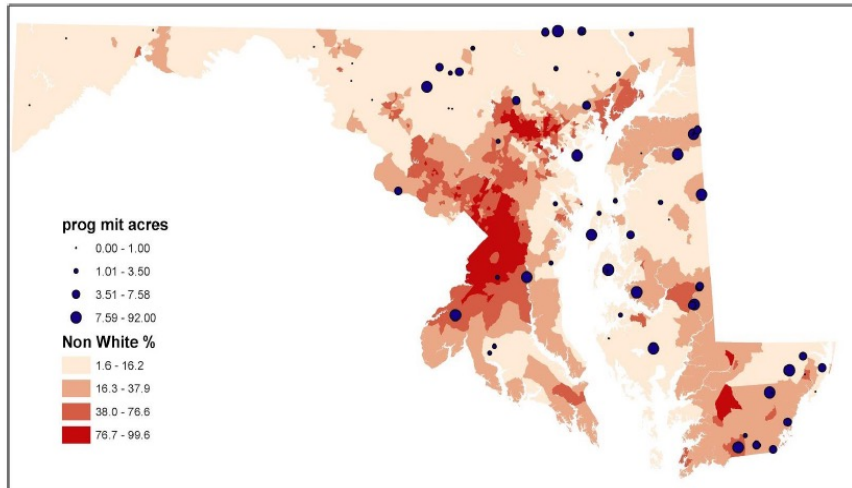 prog mit acres
0.00 - 1.00
1.01 - 3.50
3.51 - 7.58
7.59 - 92.00
Non White %
1.6 - 16.2
16.3 - 37.9
38.0 - 76.6
76.7 - 99.6